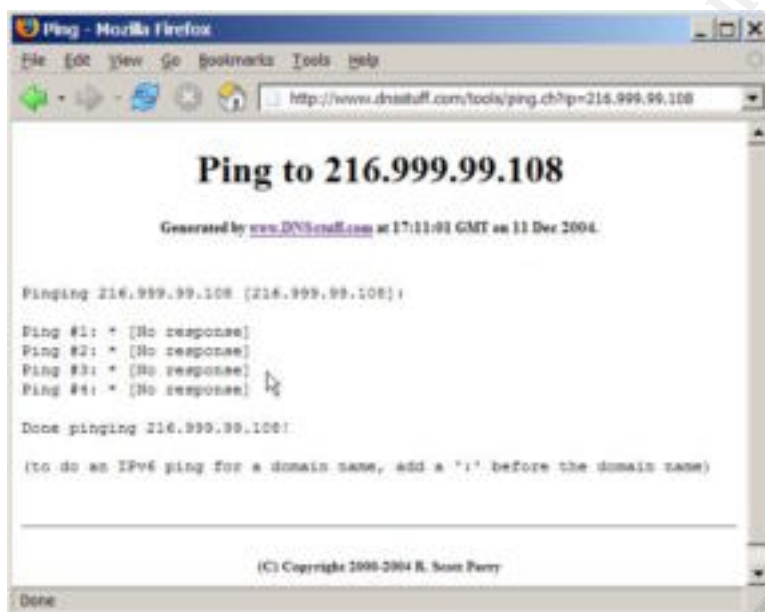 Ping - Mozilla Firefox
File Edit View Go Bookmarks Tools Help
http://www.dnsstuff.com/tools/ping.ch?ip=216.999.99.108
Ping to 216.999.99.108
Generated by www.DNSstuff.com at 17:11:01 GMT on 11 Dec 2004.
Pinging 216.999.99.108 [216.999.99.108]:
Ping #1: * [No response]
Ping #2: * [No response]
Ping #3: * [No response]
Ping #4: * [No response]
Done pinging 216.999.99.108!
(to do an IPv6 ping for a domain name, add a ':' before the domain name)
(C) Copyright 2000-2004 R. Scott Perry
Done